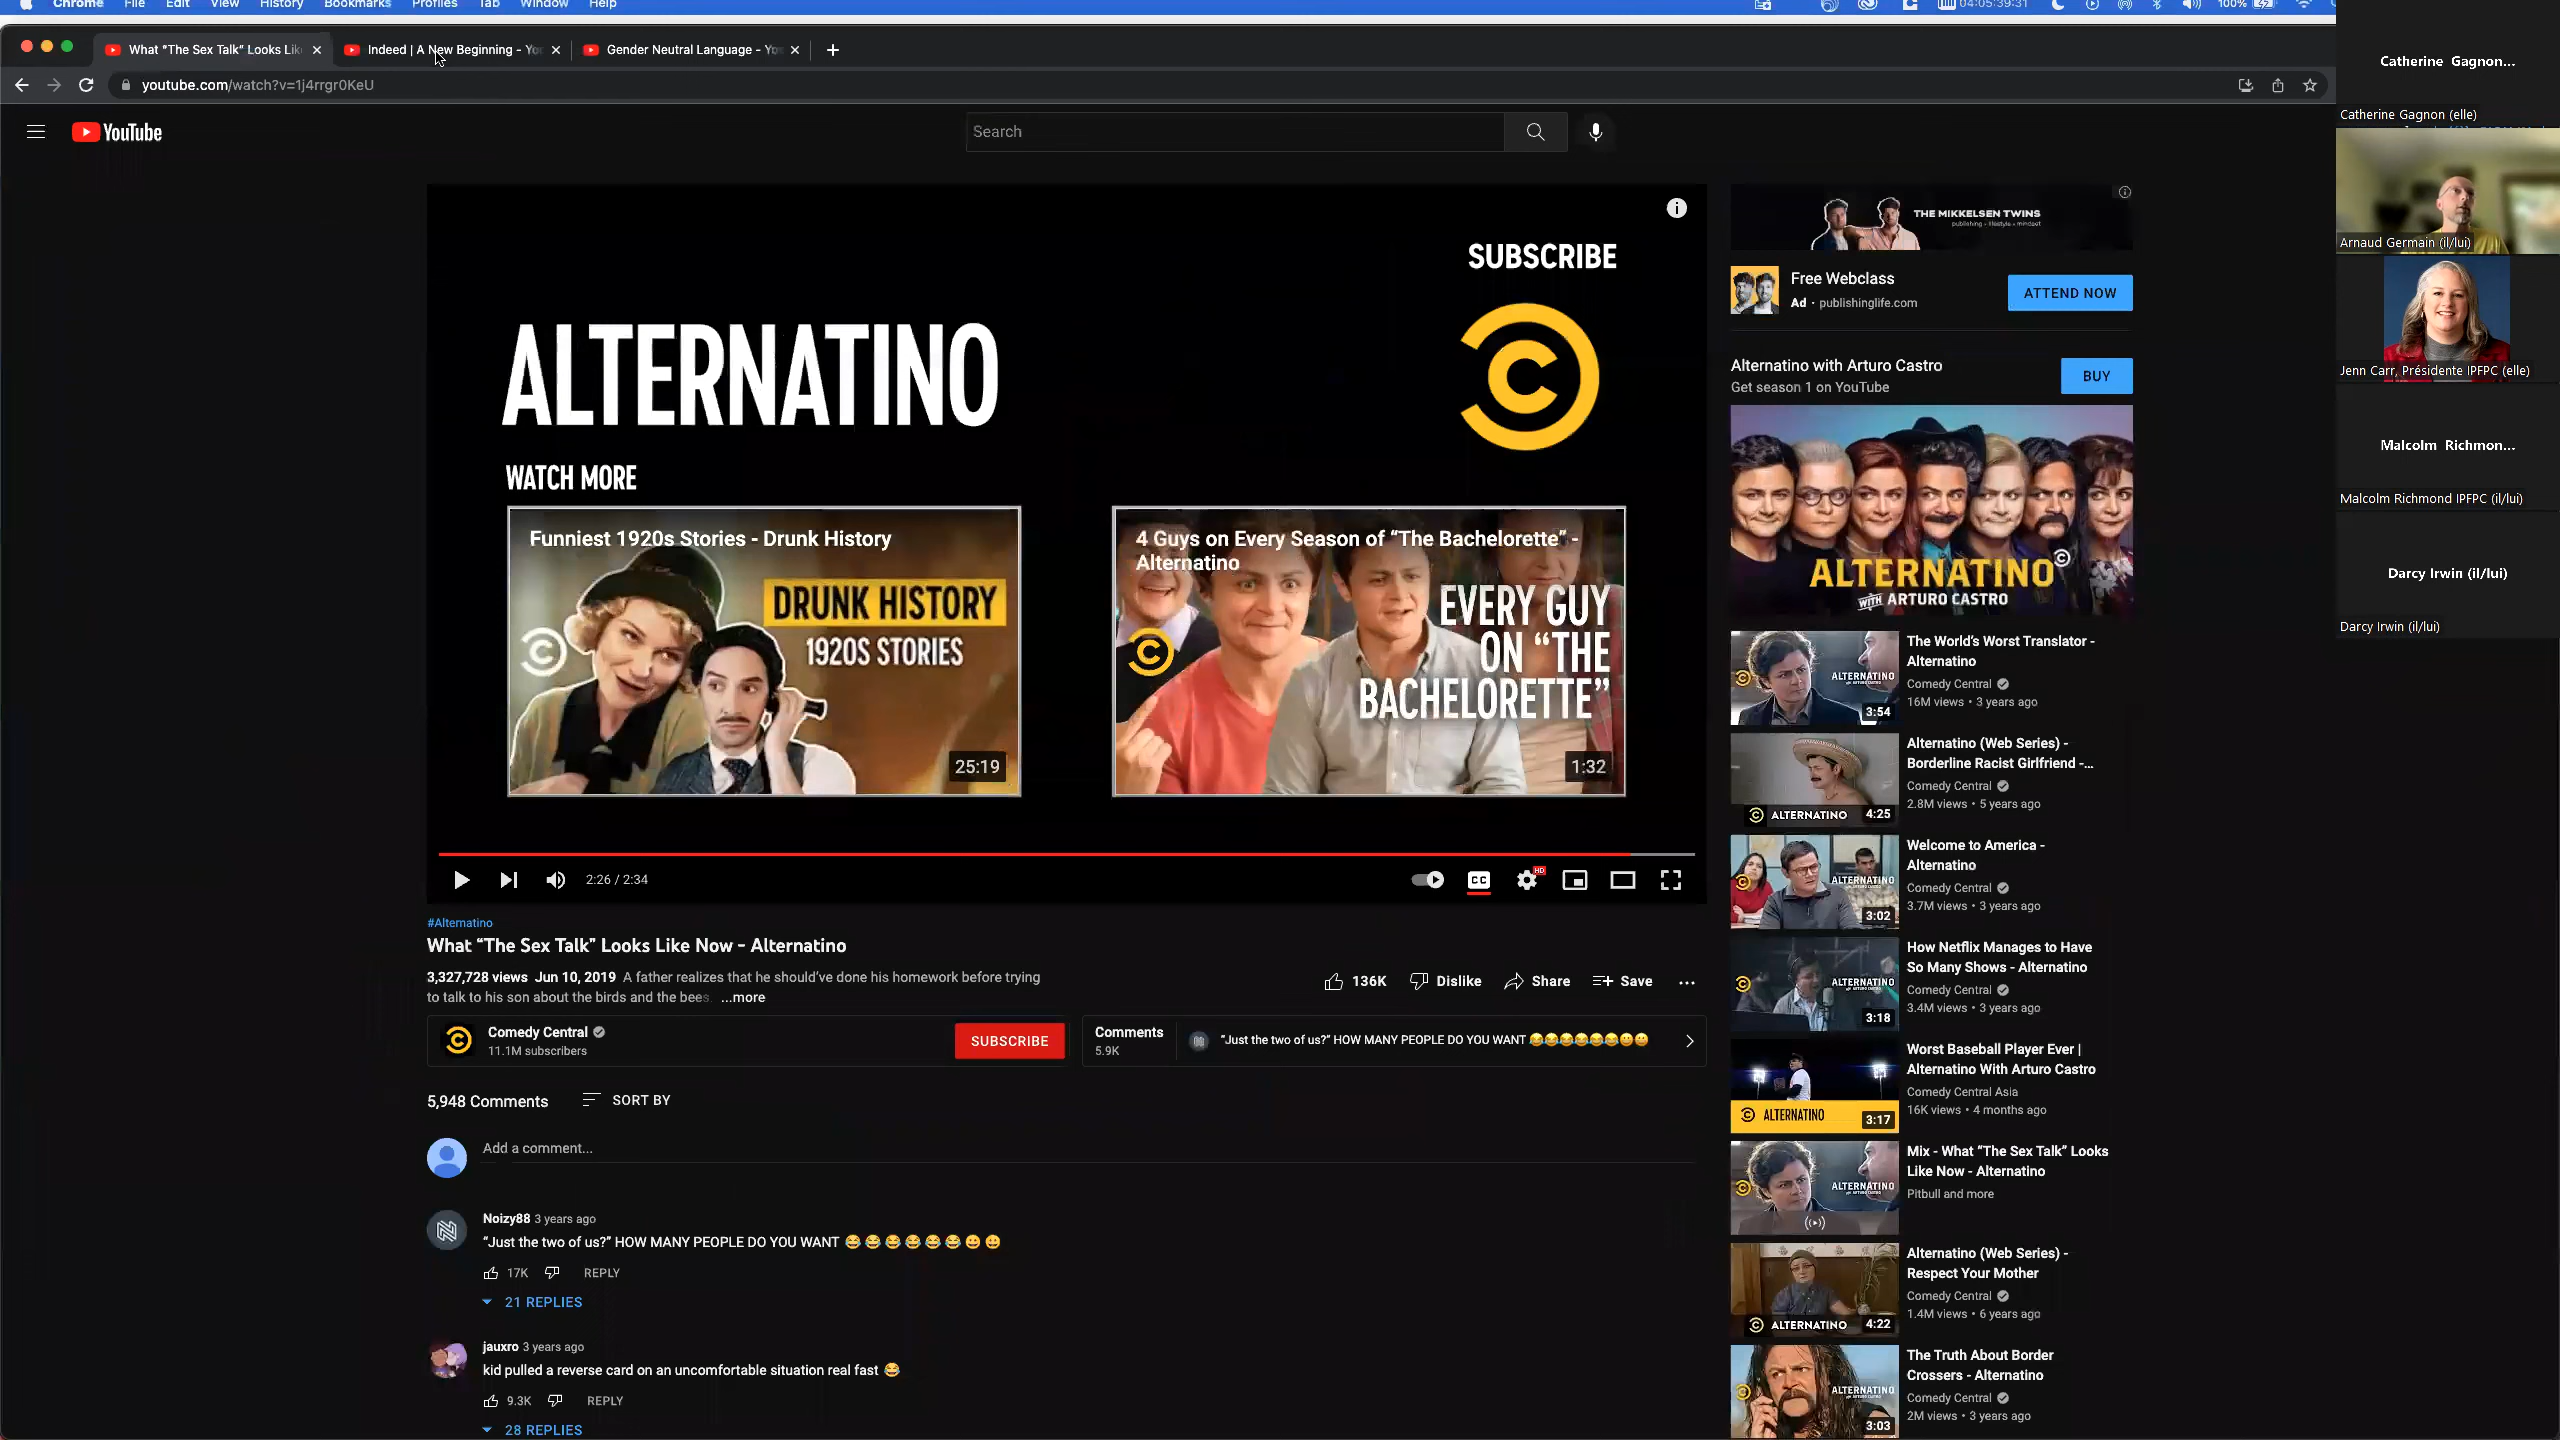 Chrome File Edit View History Bookmarks Profiles Tab Window Help
04:05:39:31
100%
What “The Sex Talk” Looks Lik
Indeed | A New Beginning - Yo
Gender Neutral Language - Yo
youtube.com/watch?v=1j4rrgr0KeU
YouTube
Search
SUBSCRIBE
ALTERNATINO
WATCH MORE
Funniest 1920s Stories - Drunk History
DRUNK HISTORY
1920S STORIES
25:19
4 Guys on Every Season of “The Bachelorette” -
Alternatino
EVERY GUY
ON “THE
BACHELORETTE”
1:32
2:26 / 2:34
CC
HD
#Alternatino
What “The Sex Talk” Looks Like Now - Alternatino
3,327,728 views Jun 10, 2019 A father realizes that he should’ve done his homework before trying
to talk to his son about the birds and the bees. ...more
136K Dislike Share Save
Comedy Central
11.1M subscribers
SUBSCRIBE
Comments
5.9K
“Just the two of us?” HOW MANY PEOPLE DO YOU WANT 😂😂😂😂😂😂😀😀
5,948 Comments SORT BY
Add a comment...
Noizy88 3 years ago
“Just the two of us?” HOW MANY PEOPLE DO YOU WANT 😂😂😂😂😂😂😀😀
17K REPLY
21 REPLIES
jauxro 3 years ago
kid pulled a reverse card on an uncomfortable situation real fast 😂
9.3K REPLY
28 REPLIES
THE MIKKELSEN TWINS
publishing • lifestyle • mindset
Free Webclass
Ad • publishinglife.com
ATTEND NOW
Alternatino with Arturo Castro
Get season 1 on YouTube
BUY
ALTERNATINO
WITH ARTURO CASTRO
The World’s Worst Translator -
Alternatino
Comedy Central
16M views • 3 years ago
ALTERNATINO
3:54
Alternatino (Web Series) -
Borderline Racist Girlfriend -...
Comedy Central
2.8M views • 5 years ago
ALTERNATINO
4:25
Welcome to America -
Alternatino
Comedy Central
3.7M views • 3 years ago
ALTERNATINO
3:02
How Netflix Manages to Have
So Many Shows - Alternatino
Comedy Central
3.4M views • 3 years ago
ALTERNATINO
3:18
Worst Baseball Player Ever |
Alternatino With Arturo Castro
Comedy Central Asia
16K views • 4 months ago
ALTERNATINO
3:17
Mix - What “The Sex Talk” Looks
Like Now - Alternatino
Pitbull and more
ALTERNATINO
Alternatino (Web Series) -
Respect Your Mother
Comedy Central
1.4M views • 6 years ago
ALTERNATINO
4:22
The Truth About Border
Crossers - Alternatino
Comedy Central
2M views • 3 years ago
ALTERNATINO
3:03
Catherine Gagnon...
Catherine Gagnon (elle)
Arnaud Germain (il/lui)
Jenn Carr, Présidente IPFPC (elle)
Malcolm Richmon...
Malcolm Richmond IPFPC (il/lui)
Darcy Irwin (il/lui)
Darcy Irwin (il/lui)